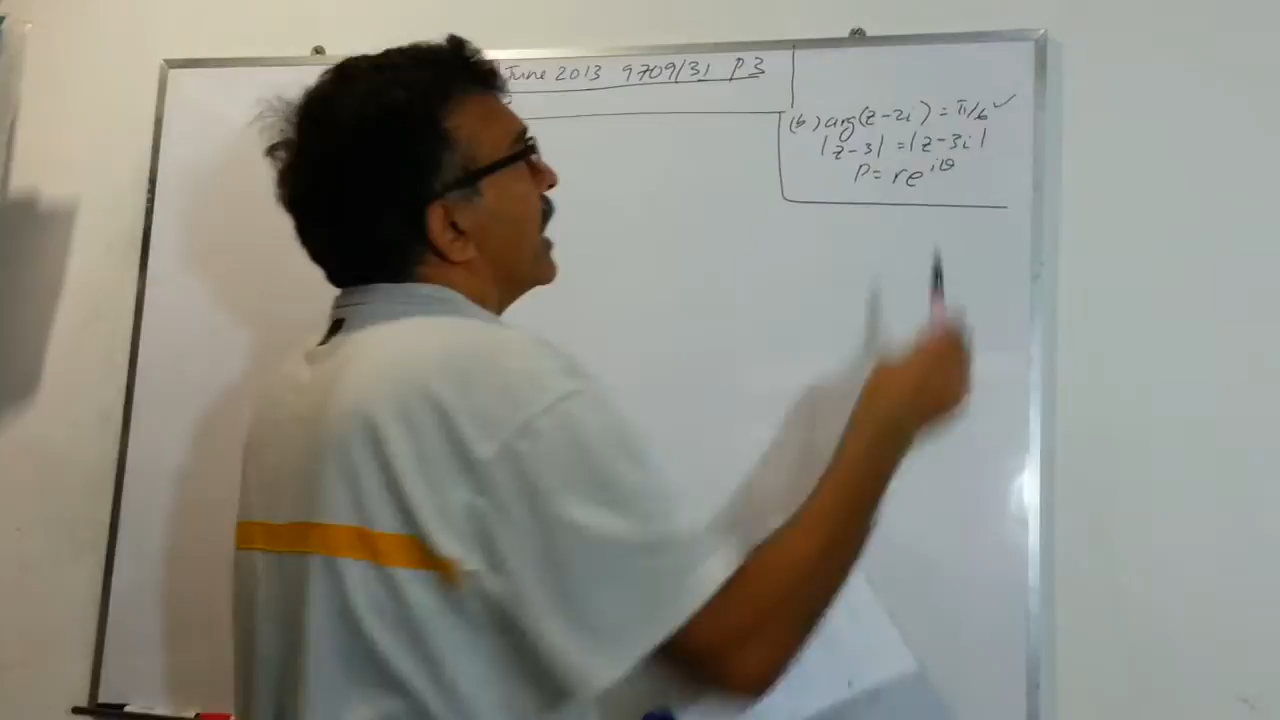 June 2013 9709/31 P3
(b) arg(z-2i) = π/6 ✓
|z-3| = |z-3i|
P = re^{iθ}